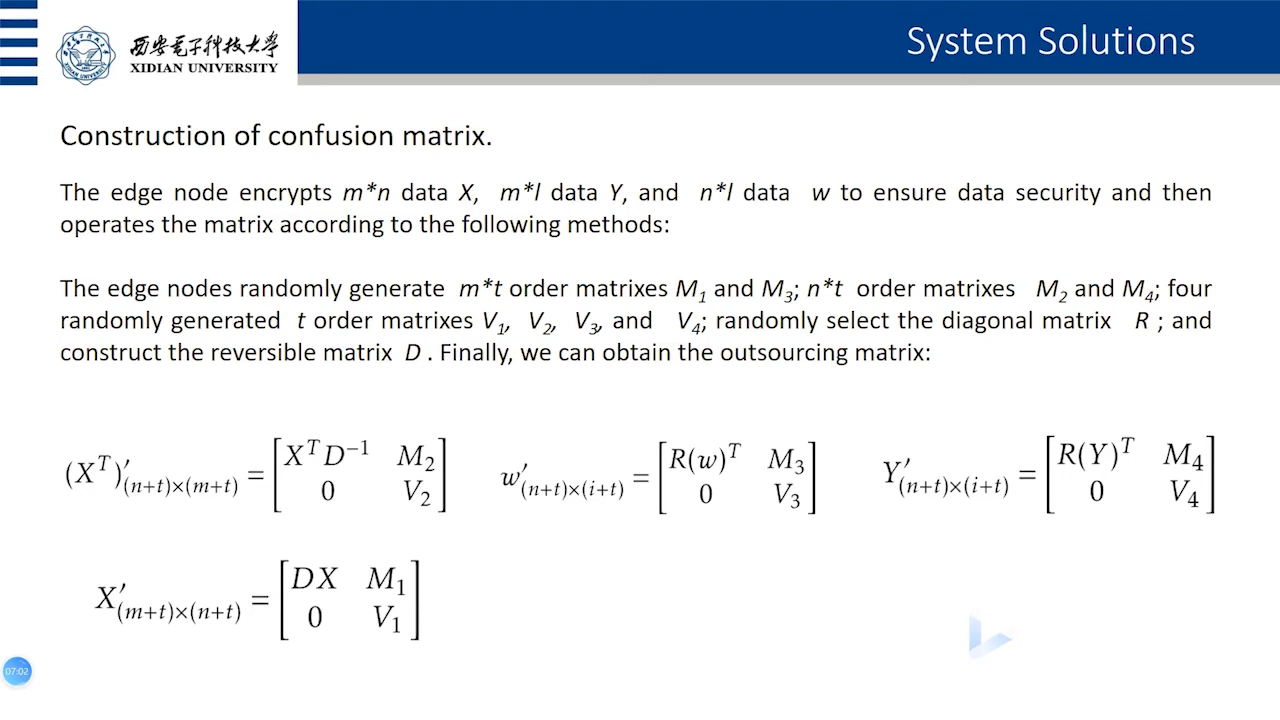 西安电子科技大学
XIDIAN UNIVERSITY
System Solutions
Construction of confusion matrix.
The edge node encrypts m*n data X, m*l data Y, and n*l data w to ensure data security and then
operates the matrix according to the following methods:
The edge nodes randomly generate m*t order matrixes M₁ and M₃; n*t order matrixes M₂ and M₄; four
randomly generated t order matrixes V₁, V₂, V₃, and V₄; randomly select the diagonal matrix R ; and
construct the reversible matrix D . Finally, we can obtain the outsourcing matrix:
(Xᵀ)′₍ₙ₊ₜ₎ₓ₍ₘ₊ₜ₎ = [XᵀD⁻¹ M₂
0 V₂]
w′₍ₙ₊ₜ₎ₓ₍ᵢ₊ₜ₎ = [R(w)ᵀ M₃
0 V₃]
Y′₍ₙ₊ₜ₎ₓ₍ᵢ₊ₜ₎ = [R(Y)ᵀ M₄
0 V₄]
X′₍ₘ₊ₜ₎ₓ₍ₙ₊ₜ₎ = [DX M₁
0 V₁]
07:02